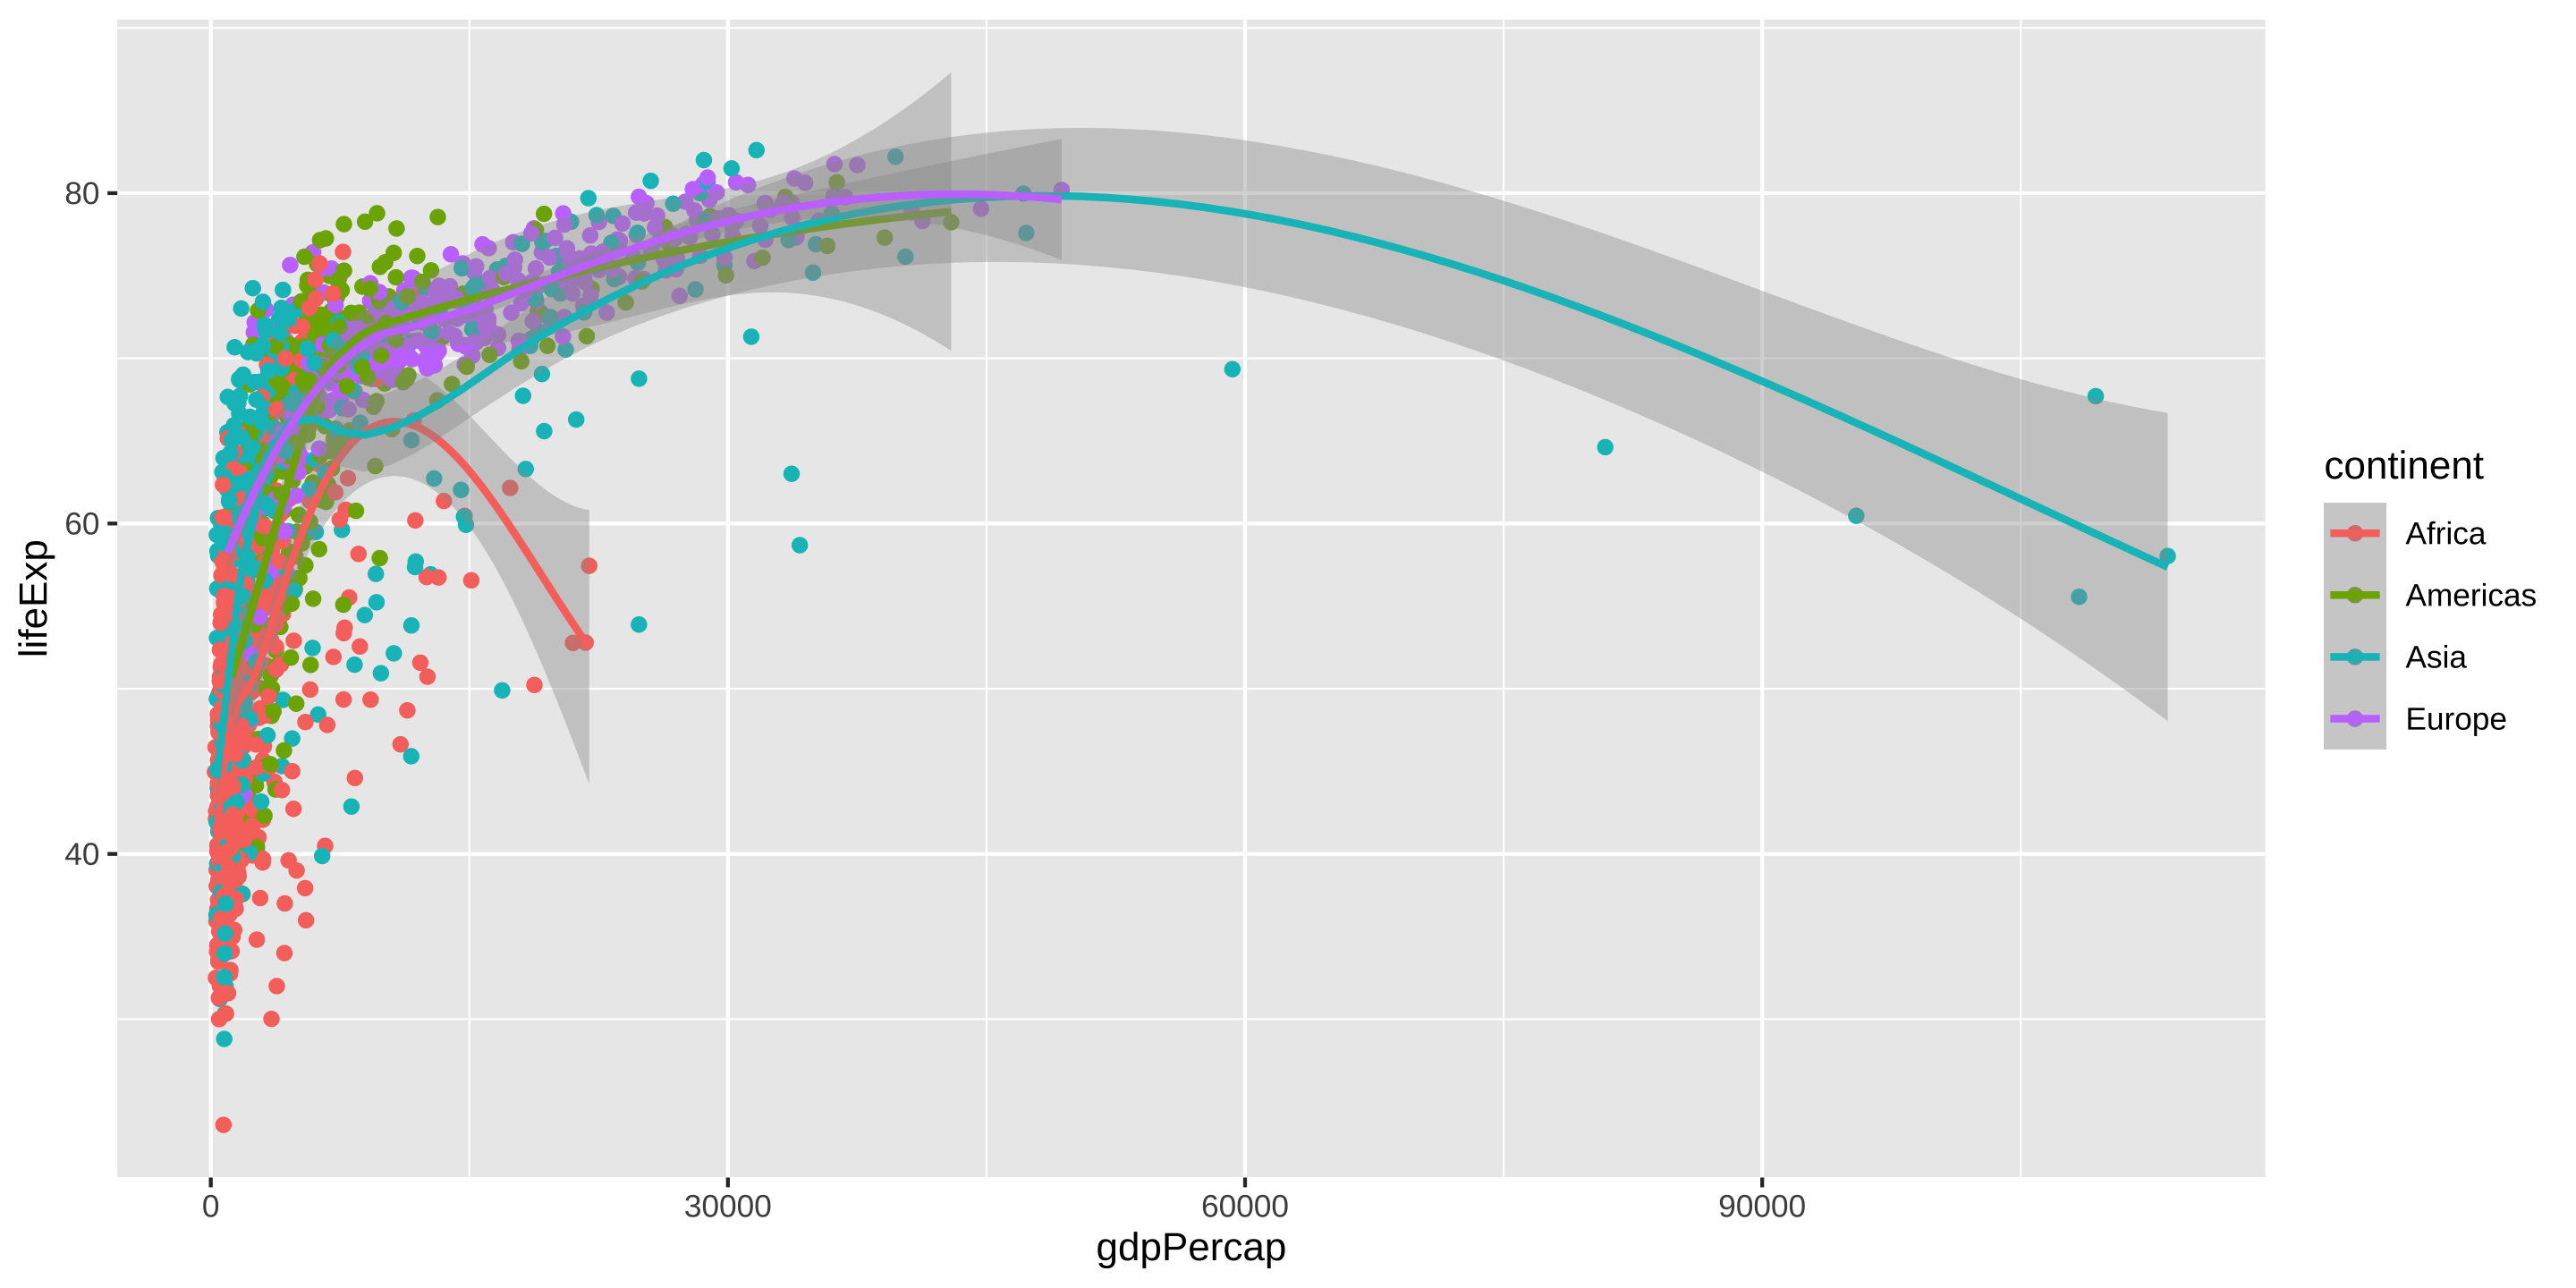 80
60
40
lifeExp
0 30000 60000 90000
gdpPercap
continent
Africa
Americas
Asia
Europe